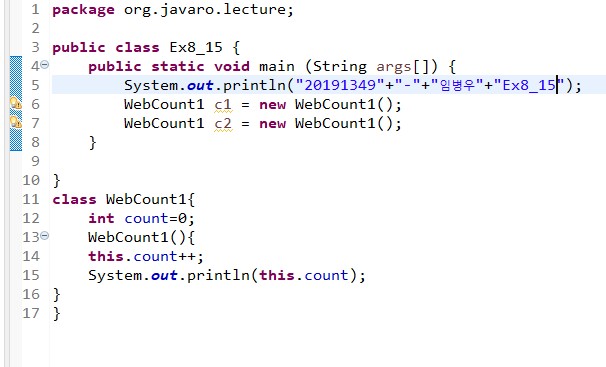 1 package org.javaro.lecture;
2
3 public class Ex8_15 {
4 public static void main (String args[]) {
5 System.out.println("20191349"+"-"+"임병우"+"Ex8_15");
6 WebCount1 c1 = new WebCount1();
7 WebCount1 c2 = new WebCount1();
8 }
9
10 }
11 class WebCount1{
12 int count=0;
13 WebCount1(){
14 this.count++;
15 System.out.println(this.count);
16 }
17 }